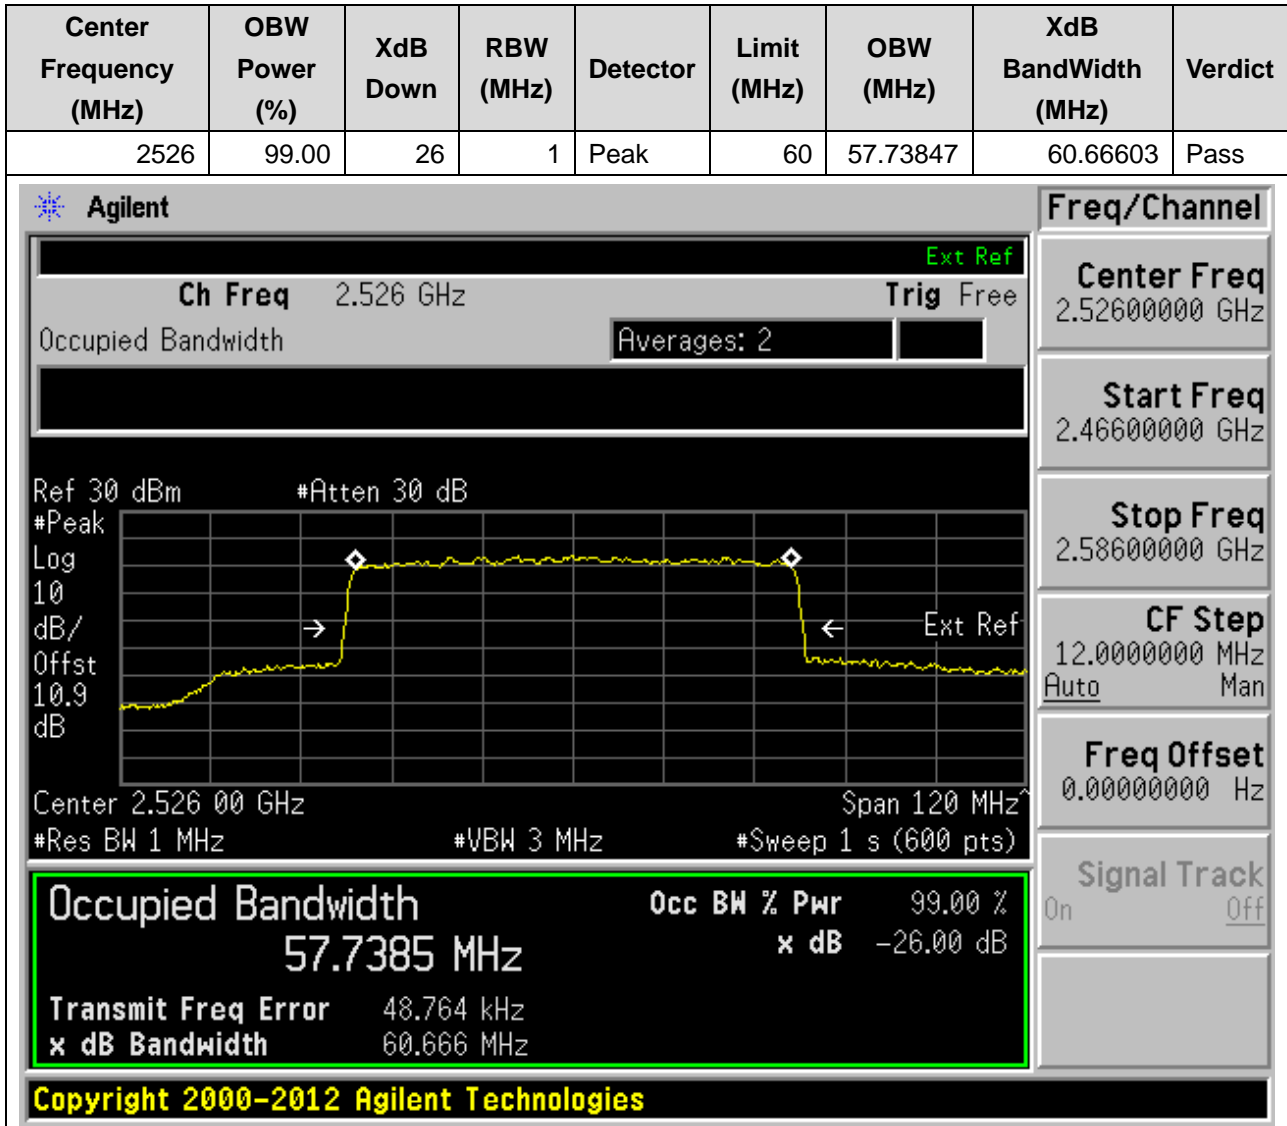 Center Frequency (MHz) OBW Power (%) XdB Down RBW (MHz) Detector Limit (MHz) OBW (MHz) XdB BandWidth (MHz) Verdict
2526 99.00 26 1 Peak 60 57.73847 60.66603 Pass
Agilent
Freq/Channel
Ext Ref
Ch Freq 2.526 GHz Trig Free
Occupied Bandwidth Averages: 2
Center Freq
2.52600000 GHz
Start Freq
2.46600000 GHz
Stop Freq
2.58600000 GHz
CF Step
12.0000000 MHz
Auto Man
Freq Offset
0.00000000 Hz
Signal Track
On Off
Ref 30 dBm #Atten 30 dB
#Peak
Log
10
dB/
Offst
10.9
dB
Ext Ref
Center 2.526 00 GHz Span 120 MHz^
#Res BW 1 MHz #VBW 3 MHz #Sweep 1 s (600 pts)
Occupied Bandwidth Occ BW % Pwr 99.00 %
57.7385 MHz x dB -26.00 dB
Transmit Freq Error 48.764 kHz
x dB Bandwidth 60.666 MHz
Copyright 2000-2012 Agilent Technologies